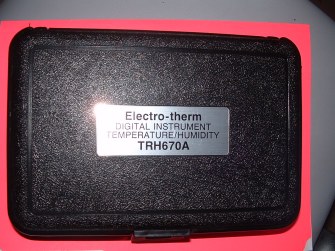 Electro-therm
DIGITAL INSTRUMENT
TEMPERATURE/HUMIDITY
TRH670A